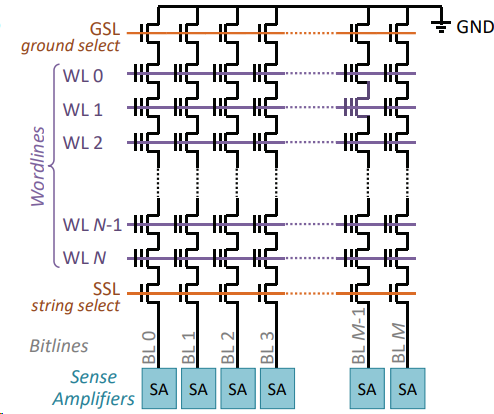 GSL
ground select
GND
WL 0
WL 1
WL 2
Wordlines
WL N-1
WL N
SSL
string select
Bitlines
BL 0
BL 1
BL 2
BL 3
BL M-1
BL M
Sense
Amplifiers
SA SA SA SA SA SA